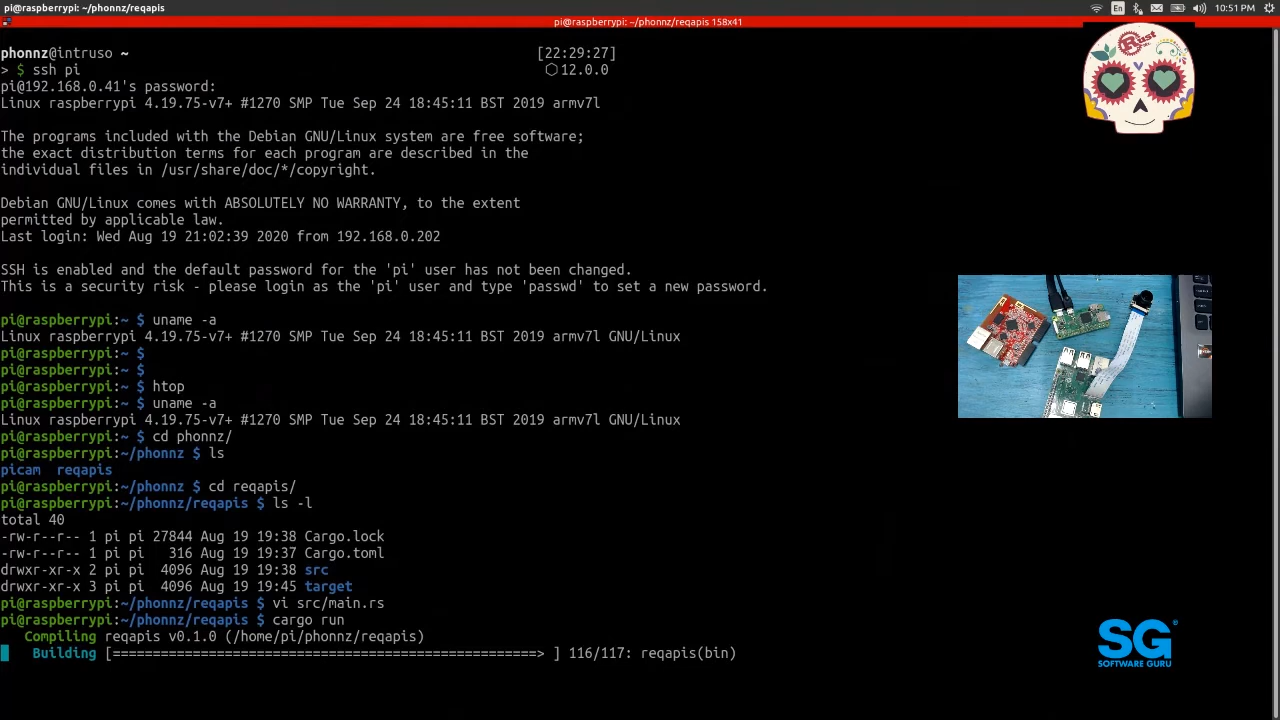 pi@raspberrypi: ~/phonnz/reqapis
En
10:51 PM
pi@raspberrypi: ~/phonnz/reqapis 158x41
phonnz@intruso ~ [22:29:27]
> $ ssh pi ⬡12.0.0
pi@192.168.0.41's password:
Linux raspberrypi 4.19.75-v7+ #1270 SMP Tue Sep 24 18:45:11 BST 2019 armv7l
The programs included with the Debian GNU/Linux system are free software;
the exact distribution terms for each program are described in the
individual files in /usr/share/doc/*/copyright.
Debian GNU/Linux comes with ABSOLUTELY NO WARRANTY, to the extent
permitted by applicable law.
Last login: Wed Aug 19 21:02:39 2020 from 192.168.0.202
SSH is enabled and the default password for the 'pi' user has not been changed.
This is a security risk - please login as the 'pi' user and type 'passwd' to set a new password.
pi@raspberrypi:~ $ uname -a
Linux raspberrypi 4.19.75-v7+ #1270 SMP Tue Sep 24 18:45:11 BST 2019 armv7l GNU/Linux
pi@raspberrypi:~ $
pi@raspberrypi:~ $
pi@raspberrypi:~ $ htop
pi@raspberrypi:~ $ uname -a
Linux raspberrypi 4.19.75-v7+ #1270 SMP Tue Sep 24 18:45:11 BST 2019 armv7l GNU/Linux
pi@raspberrypi:~ $ cd phonnz/
pi@raspberrypi:~/phonnz $ ls
picam reqapis
pi@raspberrypi:~/phonnz $ cd reqapis/
pi@raspberrypi:~/phonnz/reqapis $ ls -l
total 40
-rw-r--r-- 1 pi pi 27844 Aug 19 19:38 Cargo.lock
-rw-r--r-- 1 pi pi 316 Aug 19 19:37 Cargo.toml
drwxr-xr-x 2 pi pi 4096 Aug 19 19:38 src
drwxr-xr-x 3 pi pi 4096 Aug 19 19:45 target
pi@raspberrypi:~/phonnz/reqapis $ vi src/main.rs
pi@raspberrypi:~/phonnz/reqapis $ cargo run
Compiling reqapis v0.1.0 (/home/pi/phonnz/reqapis)
Building [======================================================> ] 116/117: reqapis(bin)
Rust
SG®
SOFTWARE GURU